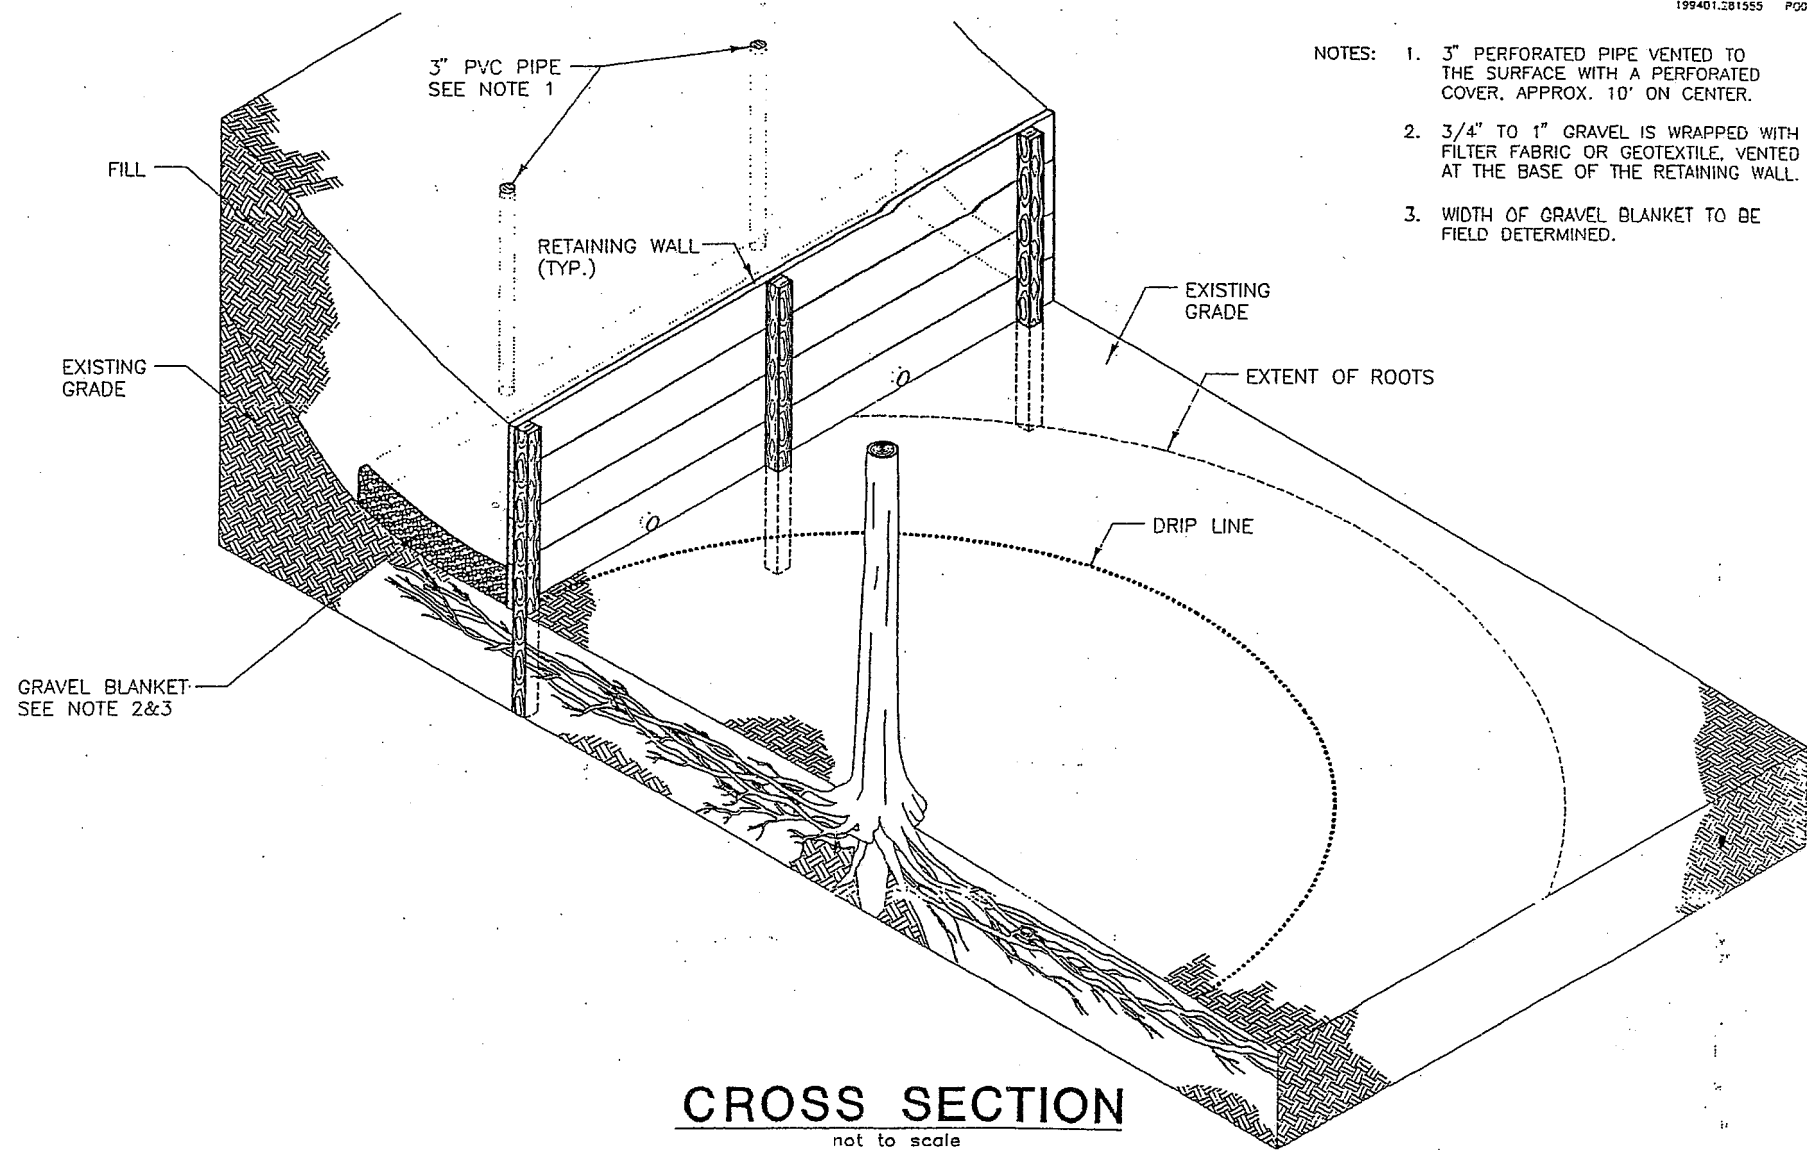 199401.281555
3" PVC PIPE
SEE NOTE 1
NOTES: 1. 3" PERFORATED PIPE VENTED TO
THE SURFACE WITH A PERFORATED
COVER, APPROX. 10' ON CENTER.
2. 3/4" TO 1" GRAVEL IS WRAPPED WITH
FILTER FABRIC OR GEOTEXTILE, VENTED
AT THE BASE OF THE RETAINING WALL.
3. WIDTH OF GRAVEL BLANKET TO BE
FIELD DETERMINED.
FILL
RETAINING WALL
(TYP.)
EXISTING
GRADE
EXISTING
GRADE
EXTENT OF ROOTS
DRIP LINE
GRAVEL BLANKET
SEE NOTE 2&3
CROSS SECTION
not to scale